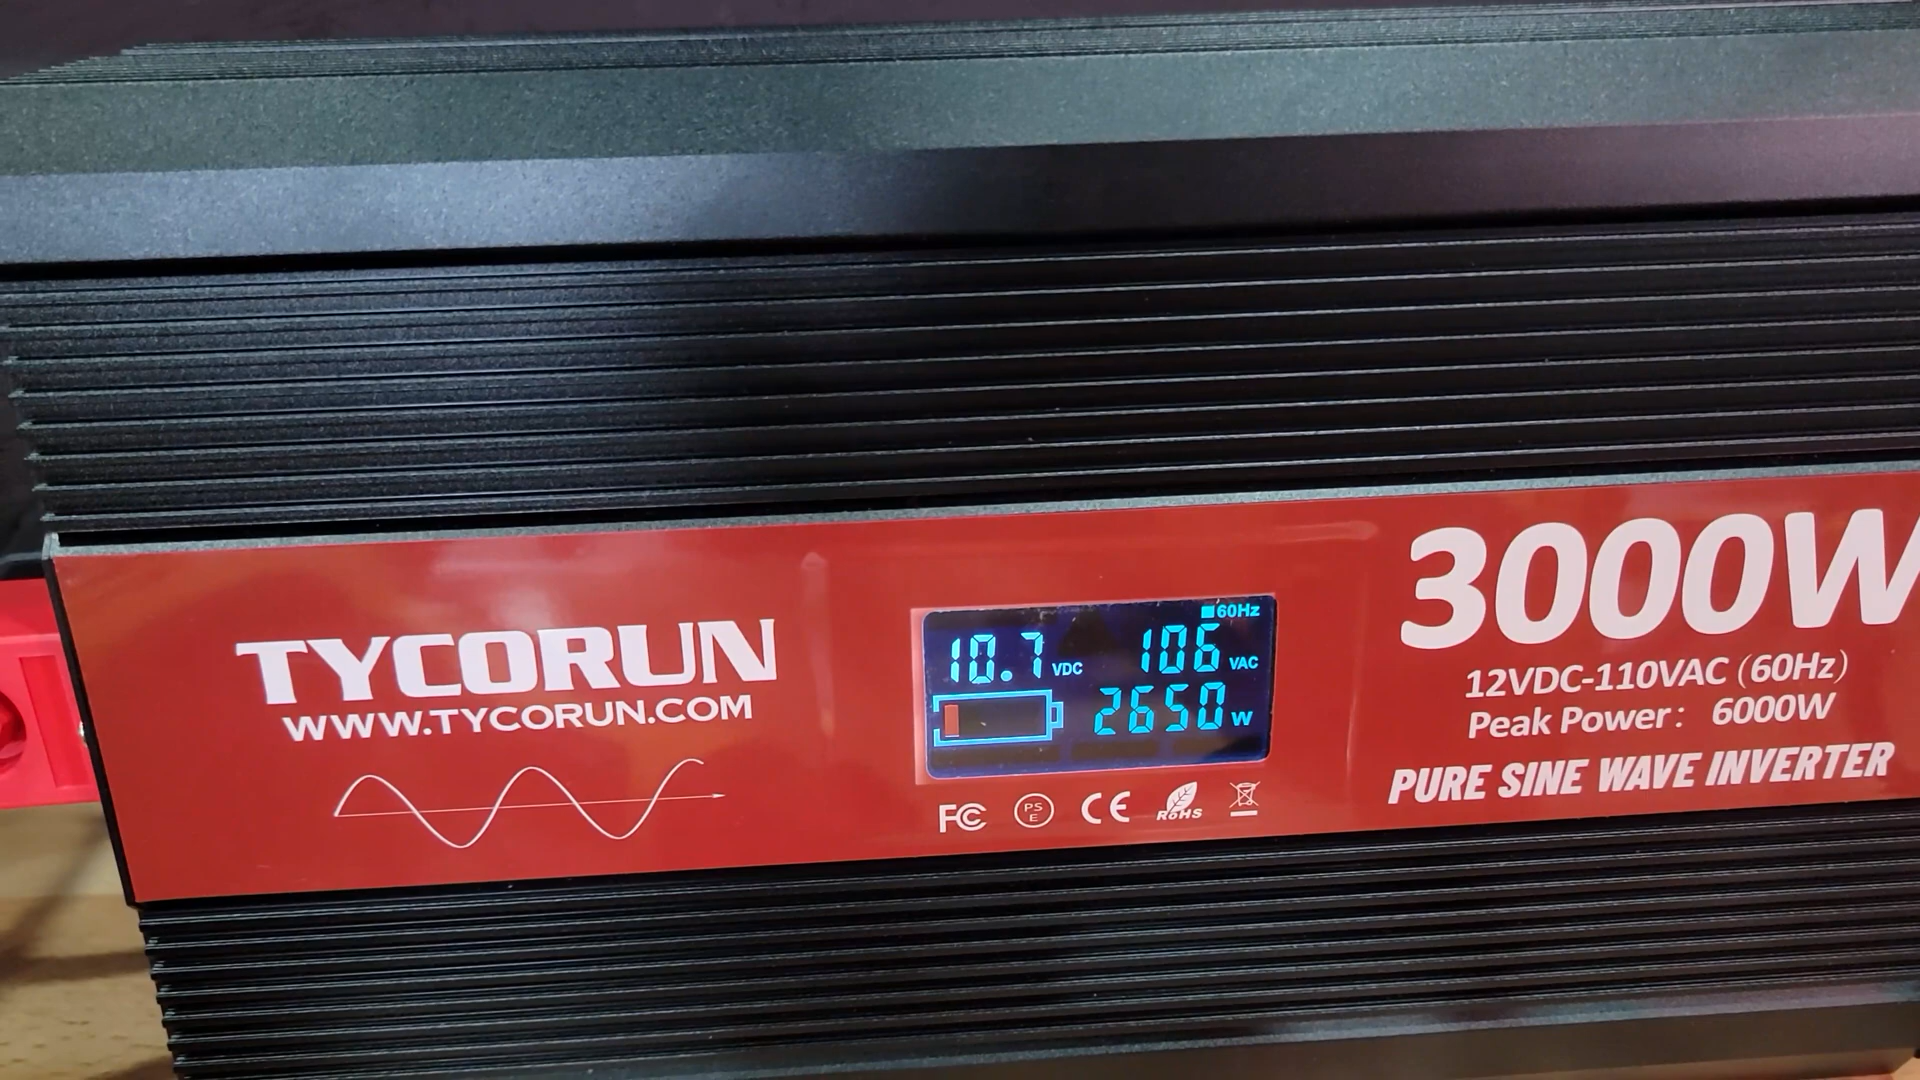 TYCORUN
WWW.TYCORUN.COM
60Hz
10.7 VDC 106 VAC
2650 W
FC PSE CE RoHS
3000W
12VDC-110VAC (60Hz)
Peak Power: 6000W
PURE SINE WAVE INVERTER